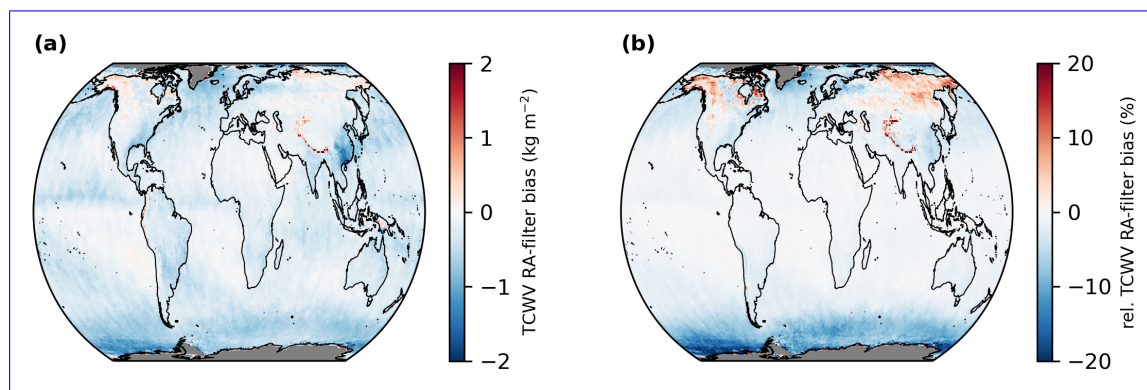 (a)
2
1
0
−1
−2
TCWV RA-filter bias (kg m⁻²)
(b)
20
10
0
−10
−20
rel. TCWV RA-filter bias (%)